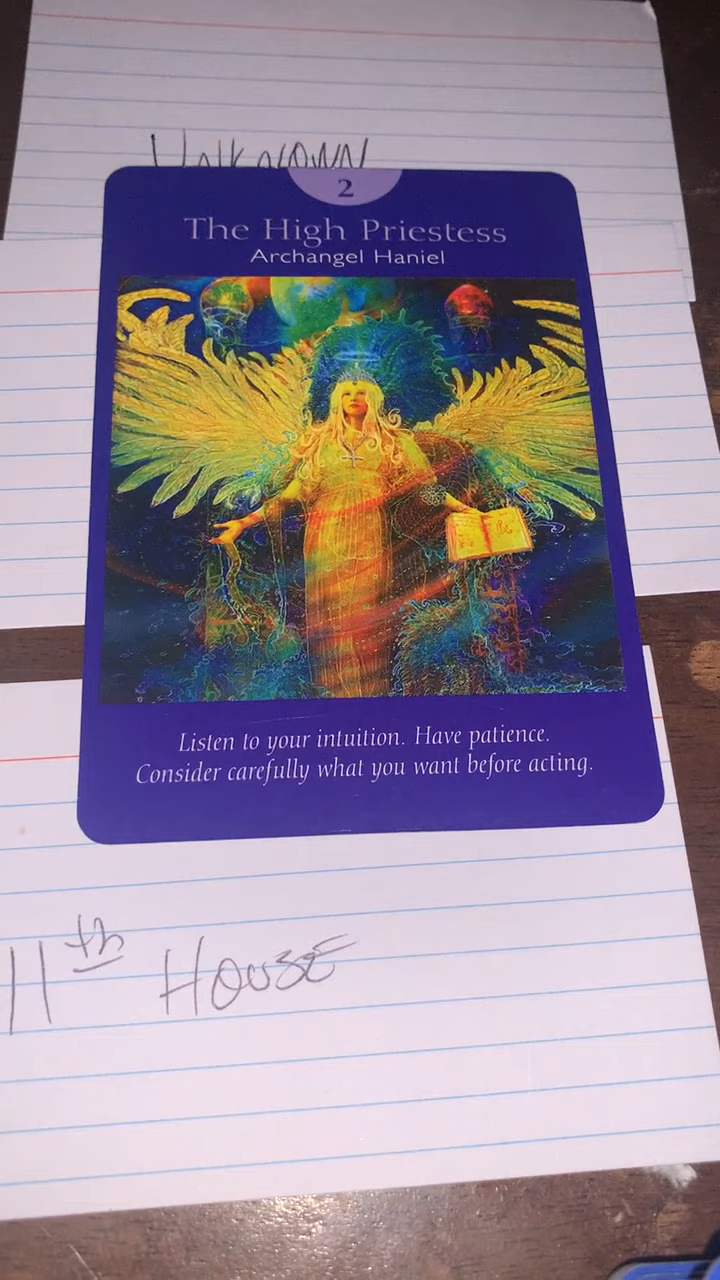 UNKNOWN
2
The High Priestess
Archangel Haniel
Listen to your intuition. Have patience.
Consider carefully what you want before acting.
11th HOUSE